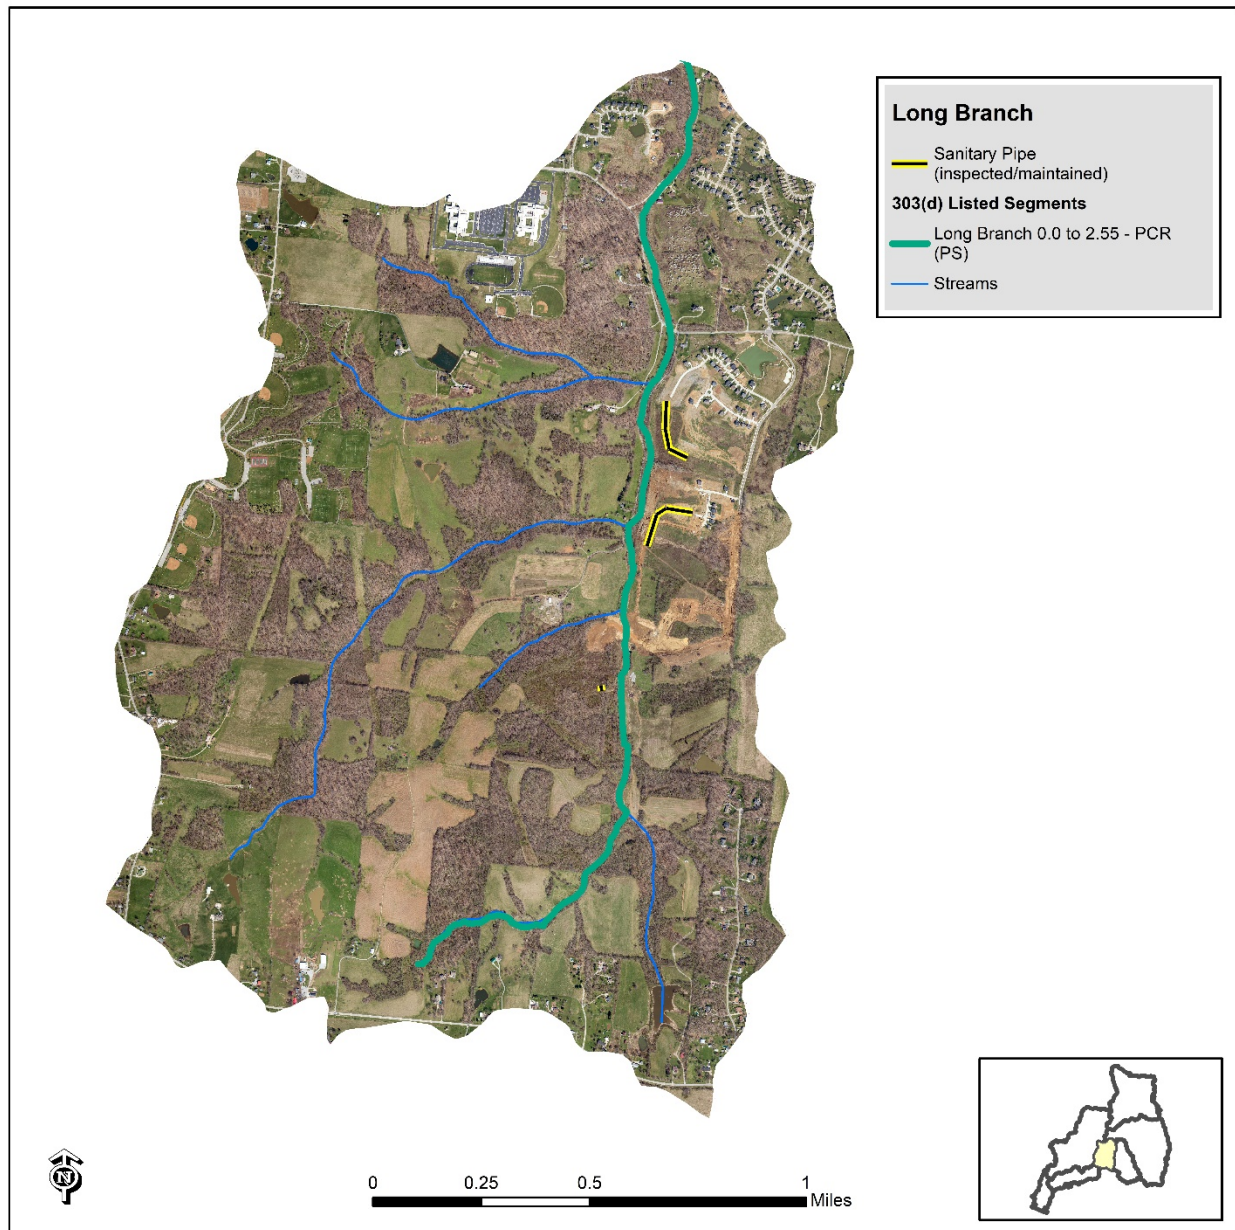 Long Branch
Sanitary Pipe
(inspected/maintained)
303(d) Listed Segments
Long Branch 0.0 to 2.55 - PCR
(PS)
Streams
N
0 0.25 0.5 1
Miles